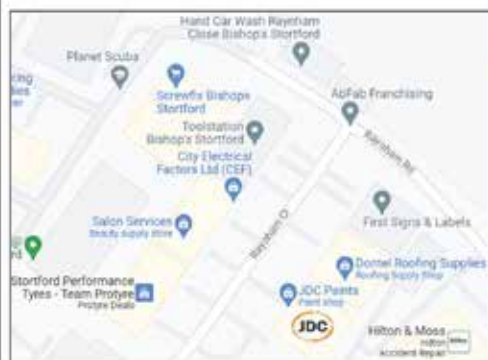 Hand Car Wash Raynham
Close Bishop's Stortford
Planet Scuba
Screwfix Bishops
Stortford
AbFab Franchising
Toolstation
Bishop's Stortford
Raynham Rd
City Electrical
Factors Ltd (CEF)
Salon Services
Beauty supply store
First Signs & Labels
Raynham Cl
Dontel Roofing Supplies
Roofing Supply Shop
Stortford Performance
Tyres - Team Protyre
Protyre Deals
JDC Paints
Paint shop
JDC
Hilton & Moss
Hilton
Accident Repair